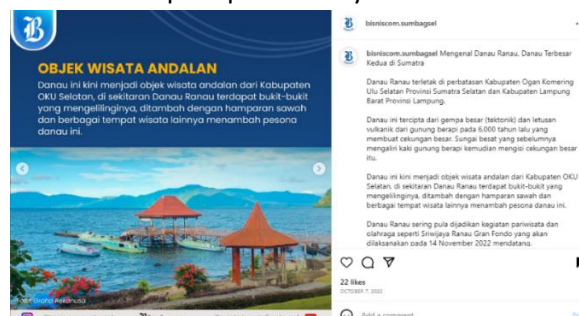 B
OBJEK WISATA ANDALAN
Danau ini kini menjadi objek wisata andalan dari Kabupaten
OKU Selatan, di sekitaran Danau Ranau terdapat bukit-bukit
yang mengelilinginya, ditambah dengan hamparan sawah
dan berbagai tempat wisata lainnya menambah pesona
danau ini.
bisniscom.sumbagsel
bisniscom.sumbagsel Mengenal Danau Ranau, Danau Terbesar
Kedua di Sumatra
Danau Ranau terletak di perbatasan Kabupaten Ogan Komering
Ulu Selatan Provinsi Sumatra Selatan dan Kabupaten Lampung
Barat Provinsi Lampung.
Danau ini tercipta dari gempa besar (tektonik) dan letusan
vulkanik dari gunung berapi pada 6.000 tahun lalu yang
membuat cekungan besar. Sungai besar yang sebelumnya
mengaliri kaki gunung berapi kemudian mengisi cekungan besar
itu.
Danau ini kini menjadi objek wisata andalan dari Kabupaten OKU
Selatan, di sekitaran Danau Ranau terdapat bukit-bukit yang
mengelilinginya, ditambah dengan hamparan sawah dan
berbagai tempat wisata lainnya menambah pesona danau ini.
Danau Ranau sering pula dijadikan kegiatan pariwisata dan
olahraga seperti Sriwijaya Ranau Gran Fondo yang akan
dilaksanakan pada 14 November 2022 mendatang.
22 likes
OCTOBER 7, 2022
Add a comment